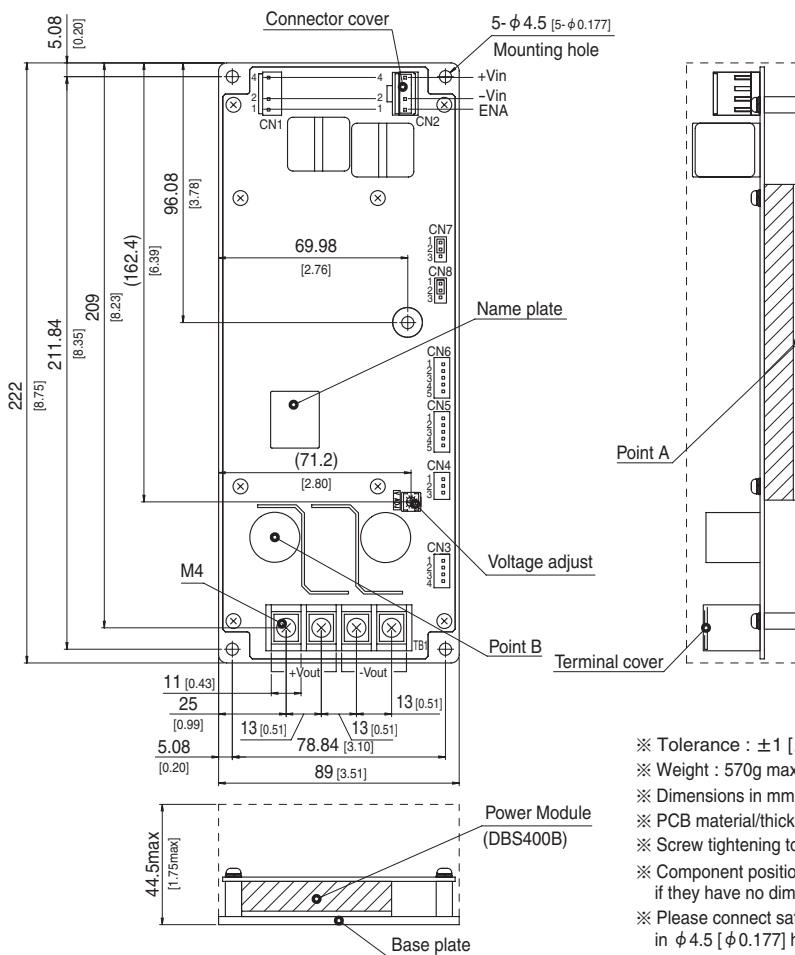 Connector cover
5-φ4.5 [5-φ0.177]
Mounting hole
5.08
[0.20]
4
2
1
CN1
4
2
1
CN2
+Vin
−Vin
ENA
96.08
[3.78]
(162.4)
[6.39]
209
[8.23]
211.84
[8.35]
222
[8.75]
69.98
[2.76]
CN7
1
2
3
CN8
1
2
3
Name plate
CN6
1
2
3
4
5
CN5
1
2
3
4
5
(71.2)
[2.80]
CN4
1
2
3
Point A
Voltage adjust
CN3
1
2
3
4
M4
Point B
TB1
Terminal cover
+Vout
-Vout
11 [0.43]
25
[0.99]
13 [0.51]
13 [0.51]
13 [0.51]
5.08
[0.20]
78.84 [3.10]
89 [3.51]
44.5max
[1.75max]
Power Module
(DBS400B)
Base plate
※ Tolerance : ±1 [
※ Weight : 570g max
※ Dimensions in mm
※ PCB material/thick
※ Screw tightening to
※ Component positio
if they have no dim
※ Please connect sa
in φ4.5 [φ0.177] h